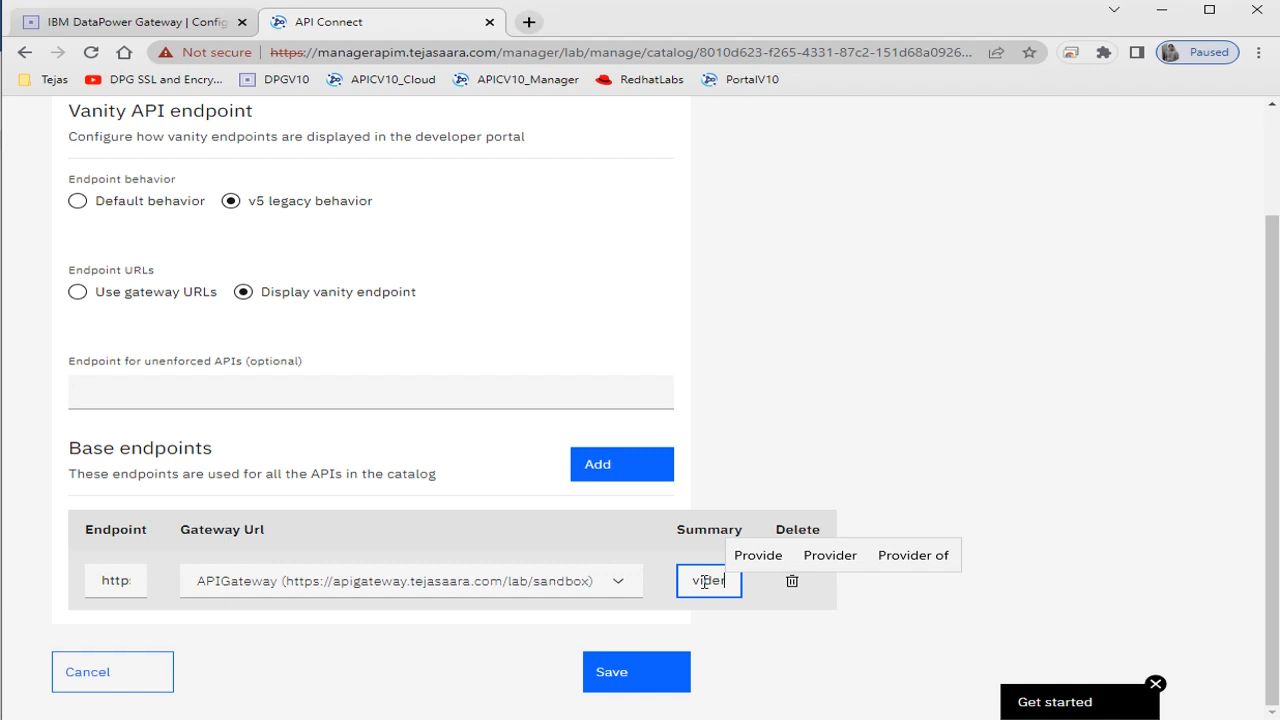 IBM DataPower Gateway | Config
API Connect
Not secure
https://managerapim.tejasaara.com/manager/lab/manage/catalog/8010d623-f265-4331-87c2-151d68a0926...
Paused
Tejas
DPG SSL and Encry...
DPGV10
APICV10_Cloud
APICV10_Manager
RedhatLabs
PortalV10
Vanity API endpoint
Configure how vanity endpoints are displayed in the developer portal
Endpoint behavior
Default behavior
v5 legacy behavior
Endpoint URLs
Use gateway URLs
Display vanity endpoint
Endpoint for unenforced APIs (optional)
Base endpoints
These endpoints are used for all the APIs in the catalog
Add
Endpoint
Gateway Url
Summary
Delete
Provide
Provider
Provider of
http:
APIGateway (https://apigateway.tejasaara.com/lab/sandbox)
vider
Cancel
Save
Get started